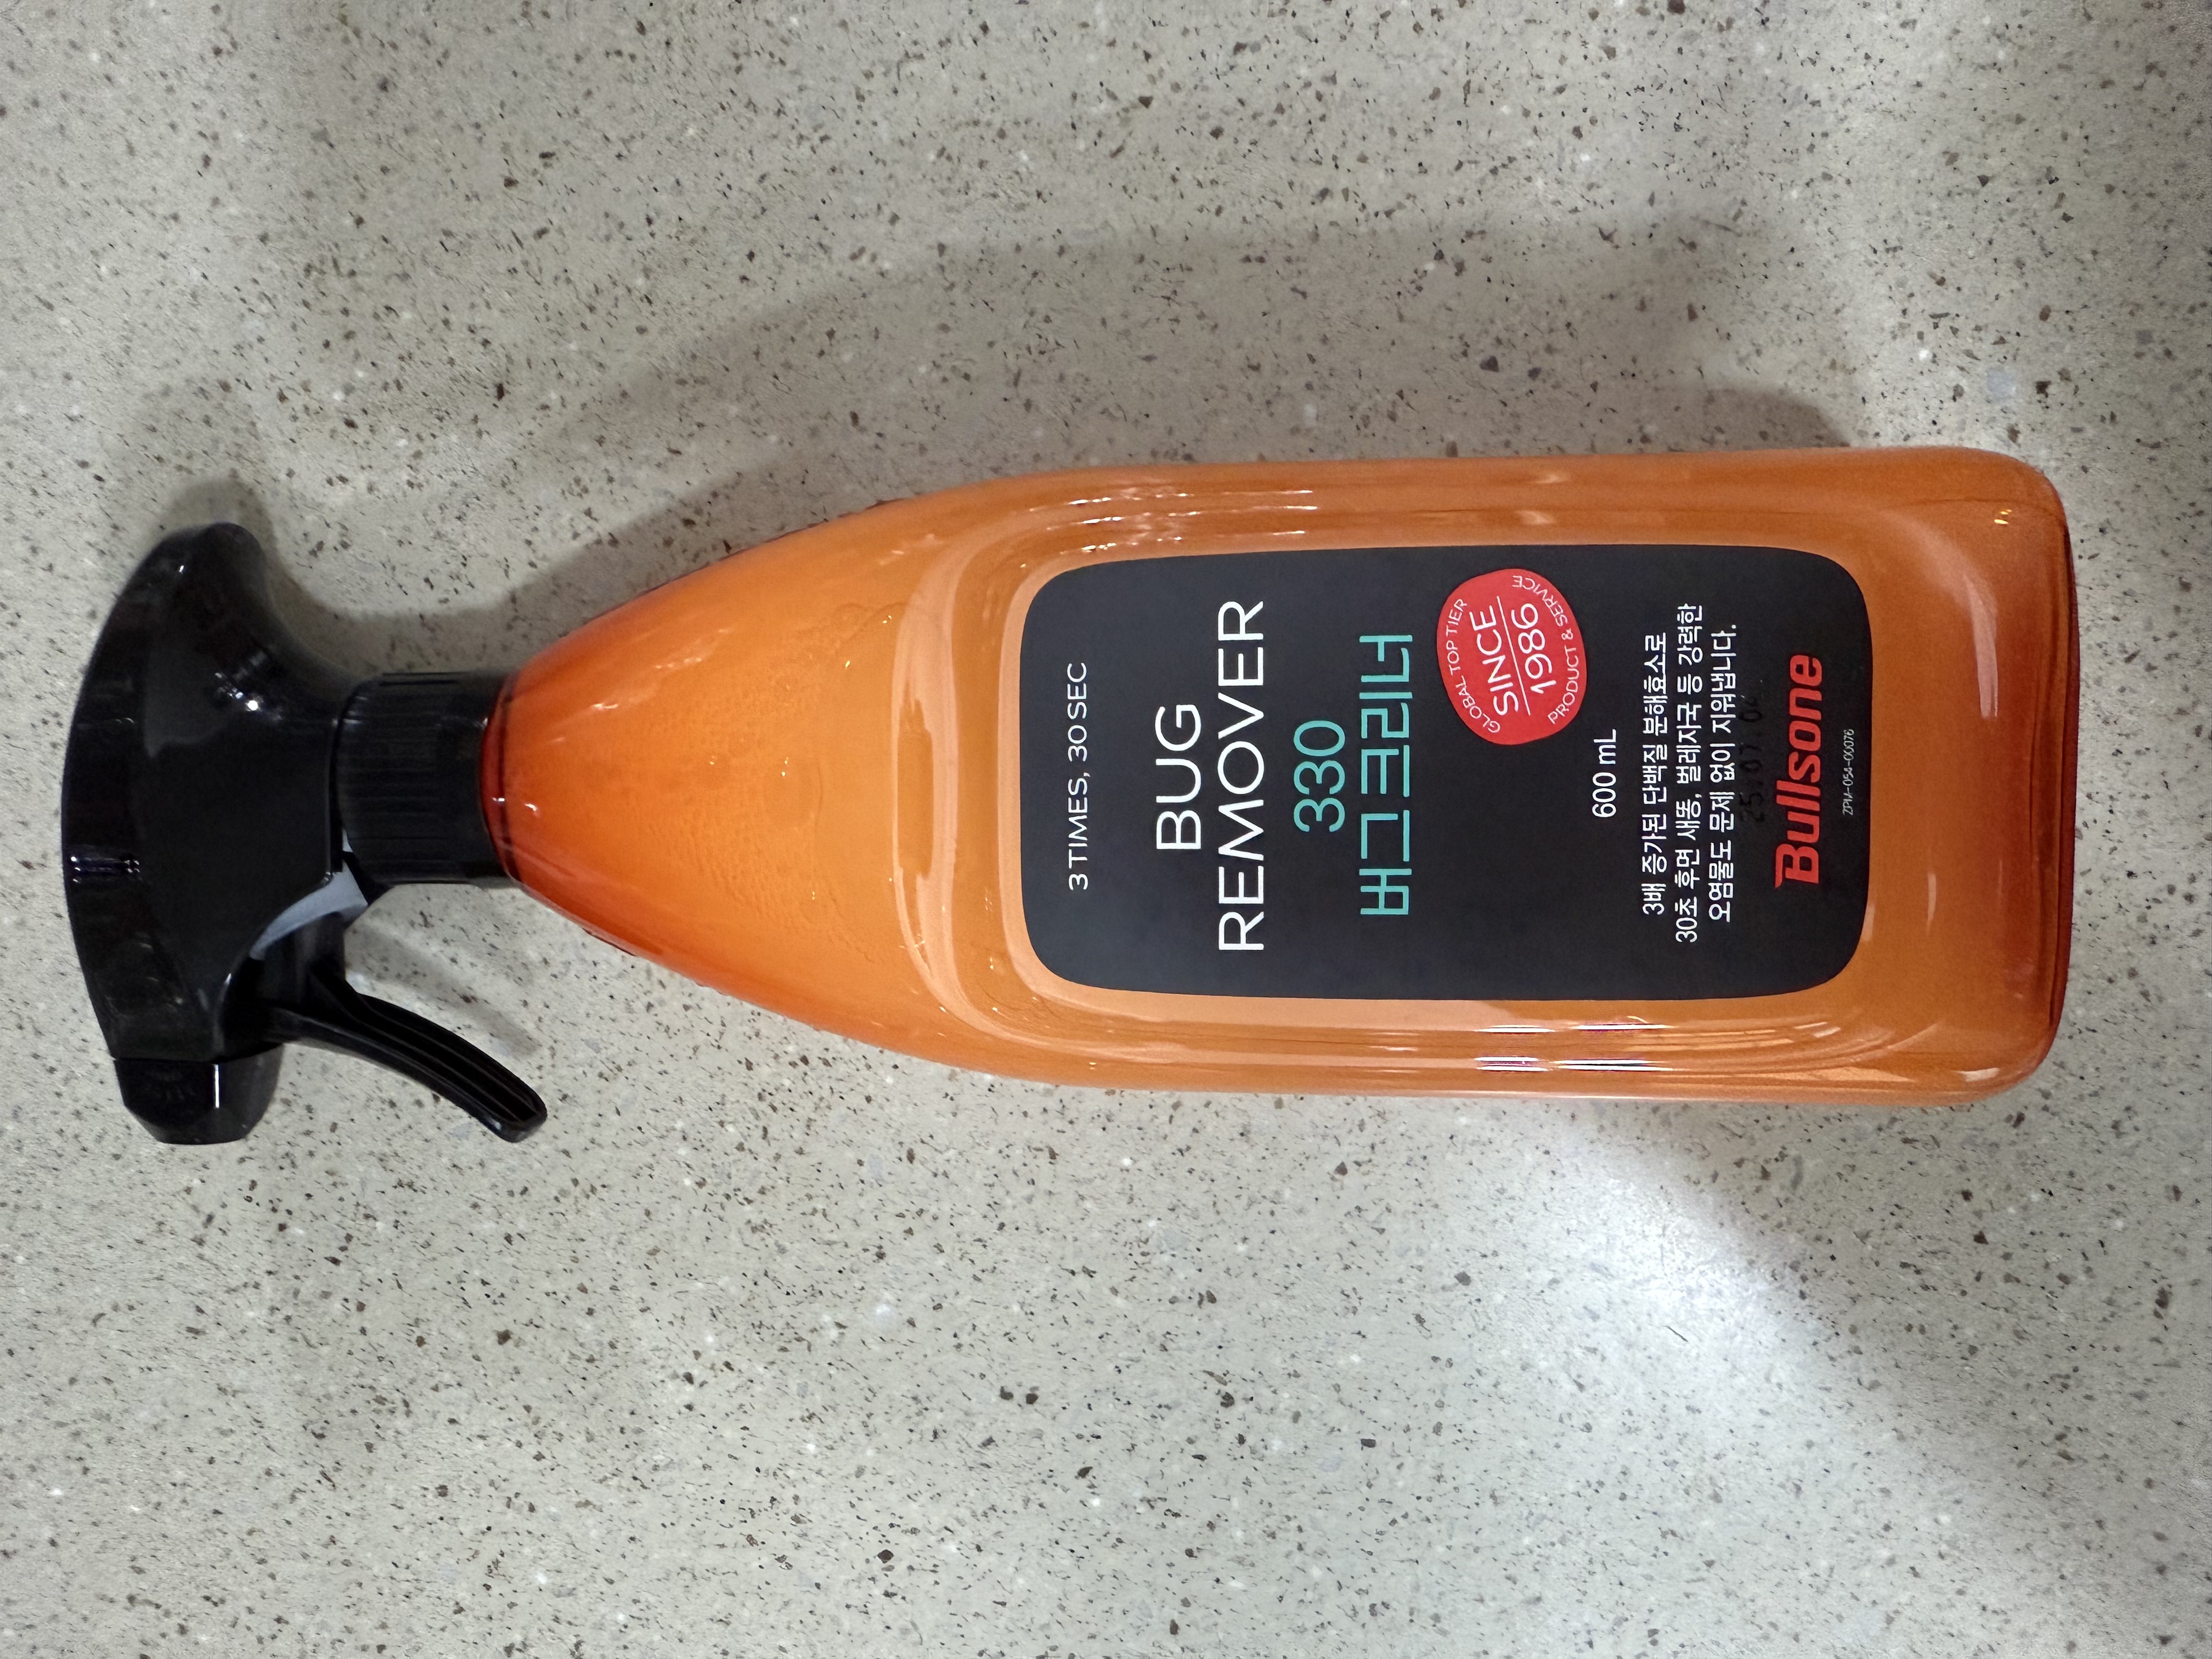 3 TIMES, 30 SEC
BUG
REMOVER
330
버그크리너
GLOBAL TOP TIER
SINCE
1986
PRODUCT & SERVICE
600 mL
3배 증가된 단백질 분해효소로
30초 후면 새똥, 벌레자국 등 강력한
오염물도 문제 없이 지워냅니다.
25.07.04
Bullsone